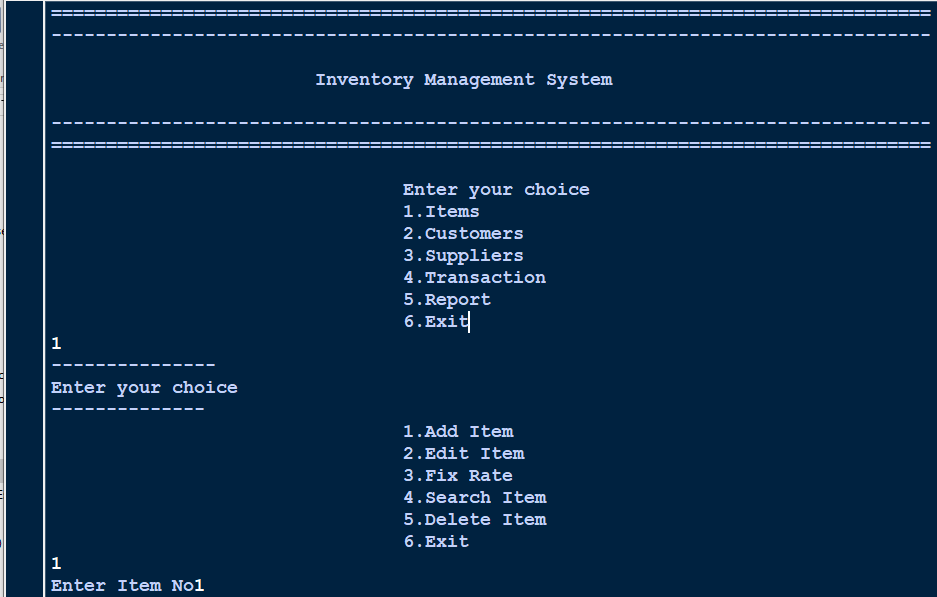 ================================================================================
--------------------------------------------------------------------------------
Inventory Management System
--------------------------------------------------------------------------------
================================================================================
Enter your choice
1.Items
2.Customers
3.Suppliers
4.Transaction
5.Report
6.Exit
1
---------------
Enter your choice
--------------
1.Add Item
2.Edit Item
3.Fix Rate
4.Search Item
5.Delete Item
6.Exit
1
Enter Item No1